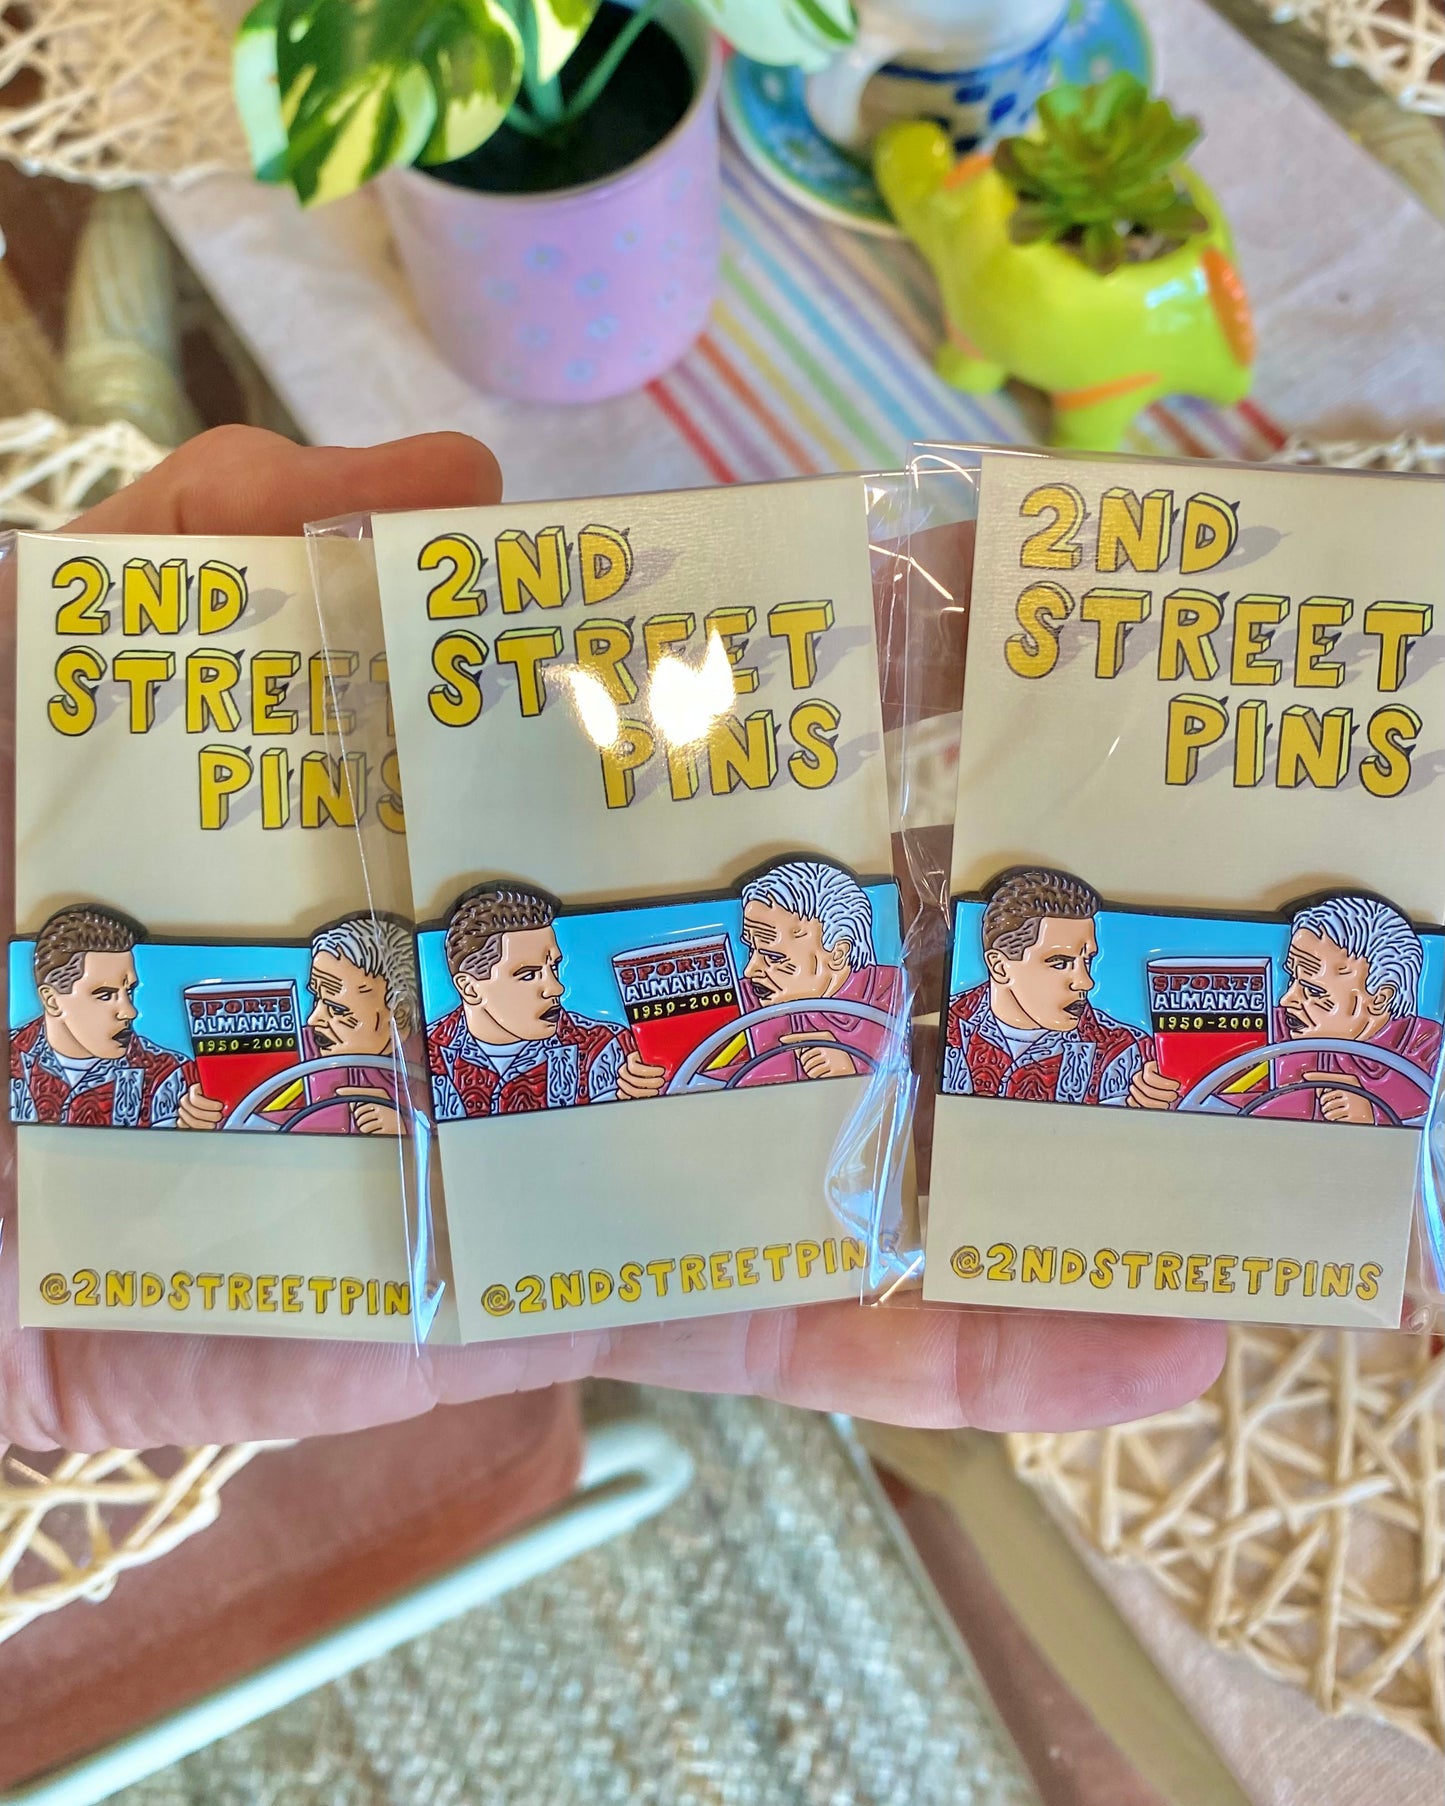 2ND
STREET
PINS
SPORTS
ALMANAC
1950-2000
@2NDSTREETPIN
2ND
STREET
PINS
SPORTS
ALMANAC
1950-2000
@2NDSTREETPINS
2ND
STREET
PINS
SPORTS
ALMANAC
1950-2000
@2NDSTREETPINS